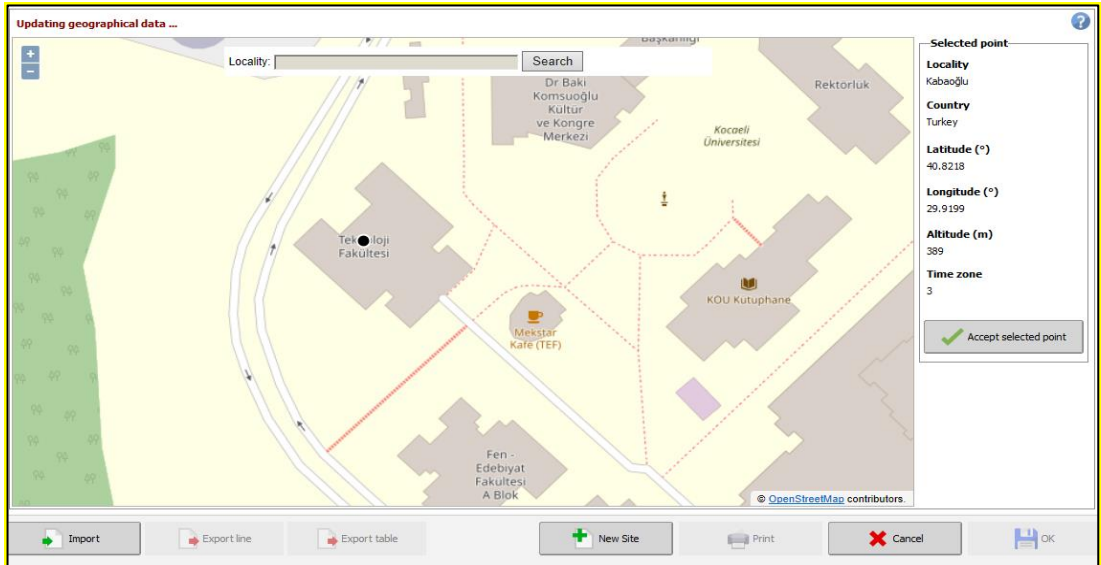 Updating geographical data ...
Locality:
Search
Dr Baki
Komsuoğlu
Kültür
ve Kongre
Merkezi
Rektörlük
Kocaeli
Üniversitesi
Fakültesi
KOU Kutuphane
Mekstar
Kafe (TEF)
Fen -
Edebiyat
Fakultesi
A Blok
© OpenStreetMap contributors.
Selected point
Locality
Kabaoğlu
Country
Turkey
Latitude (°)
40.8218
Longitude (°)
29.9199
Altitude (m)
389
Time zone
3
Accept selected point
Import
Export line
Export table
New Site
Print
Cancel
OK